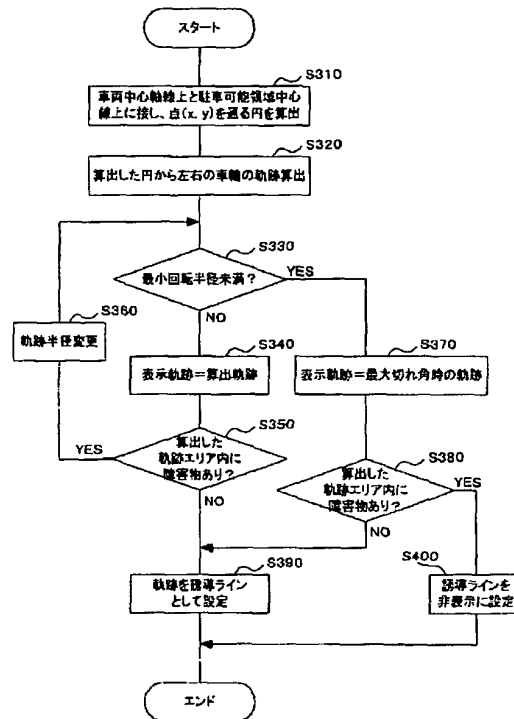 スタート
S310
車両中心軸線上と駐車可能領域中心
線上に接し、点(x, y)を通る円を算出
S320
算出した円から左右の車輪の軌跡算出
S330
最小回転半径未満?
YES
NO
S360
軌跡半径変更
S340
表示軌跡=算出軌跡
S370
表示軌跡=最大切れ角時の軌跡
S350
算出した
軌跡エリア内に
障害物あり?
YES
NO
S380
算出した
軌跡エリア内に
障害物あり?
YES
NO
S390
軌跡を誘導ライン
として設定
S400
誘導ラインを
非表示に設定
エンド